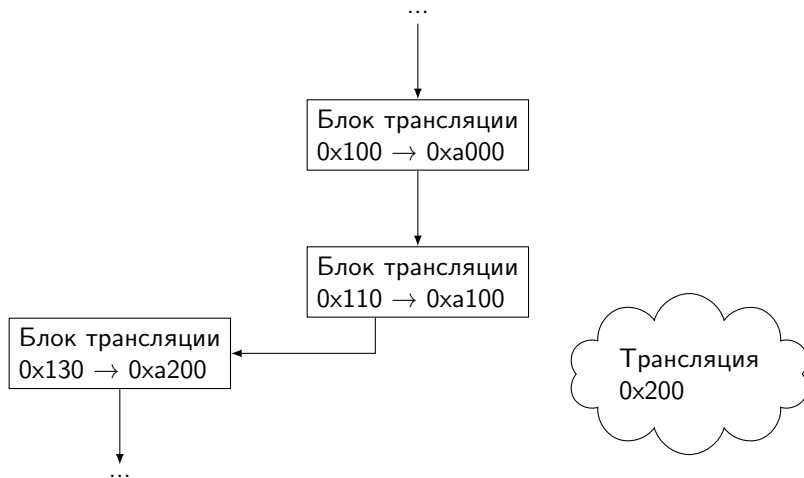 ...
Блок трансляции
0x100 → 0xa000
Блок трансляции
0x110 → 0xa100
Блок трансляции
0x130 → 0xa200
Трансляция
0x200
...